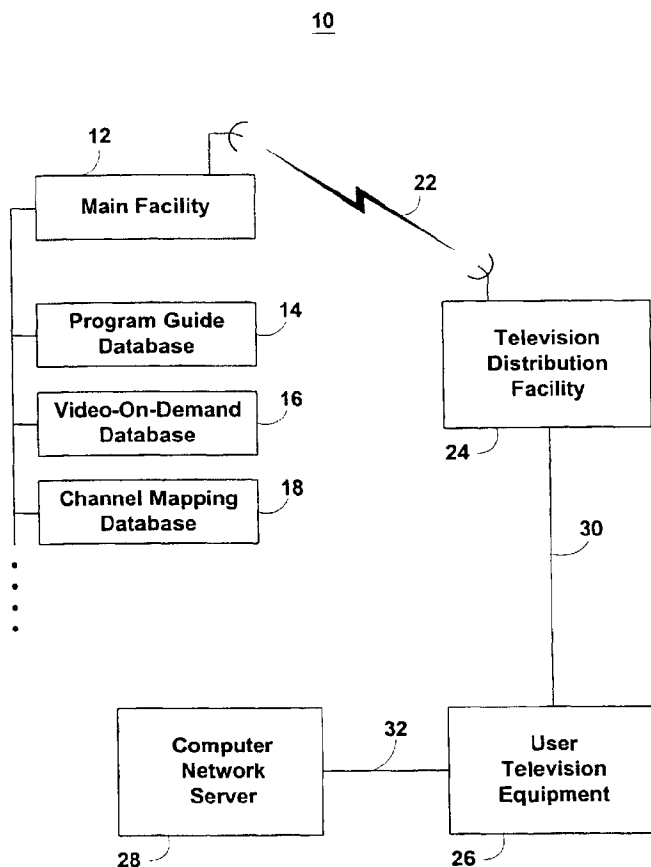 10
12
Main Facility
22
Program Guide
Database
14
Video-On-Demand
Database
16
Channel Mapping
Database
18
Television
Distribution
Facility
24
30
Computer
Network
Server
28
32
User
Television
Equipment
26